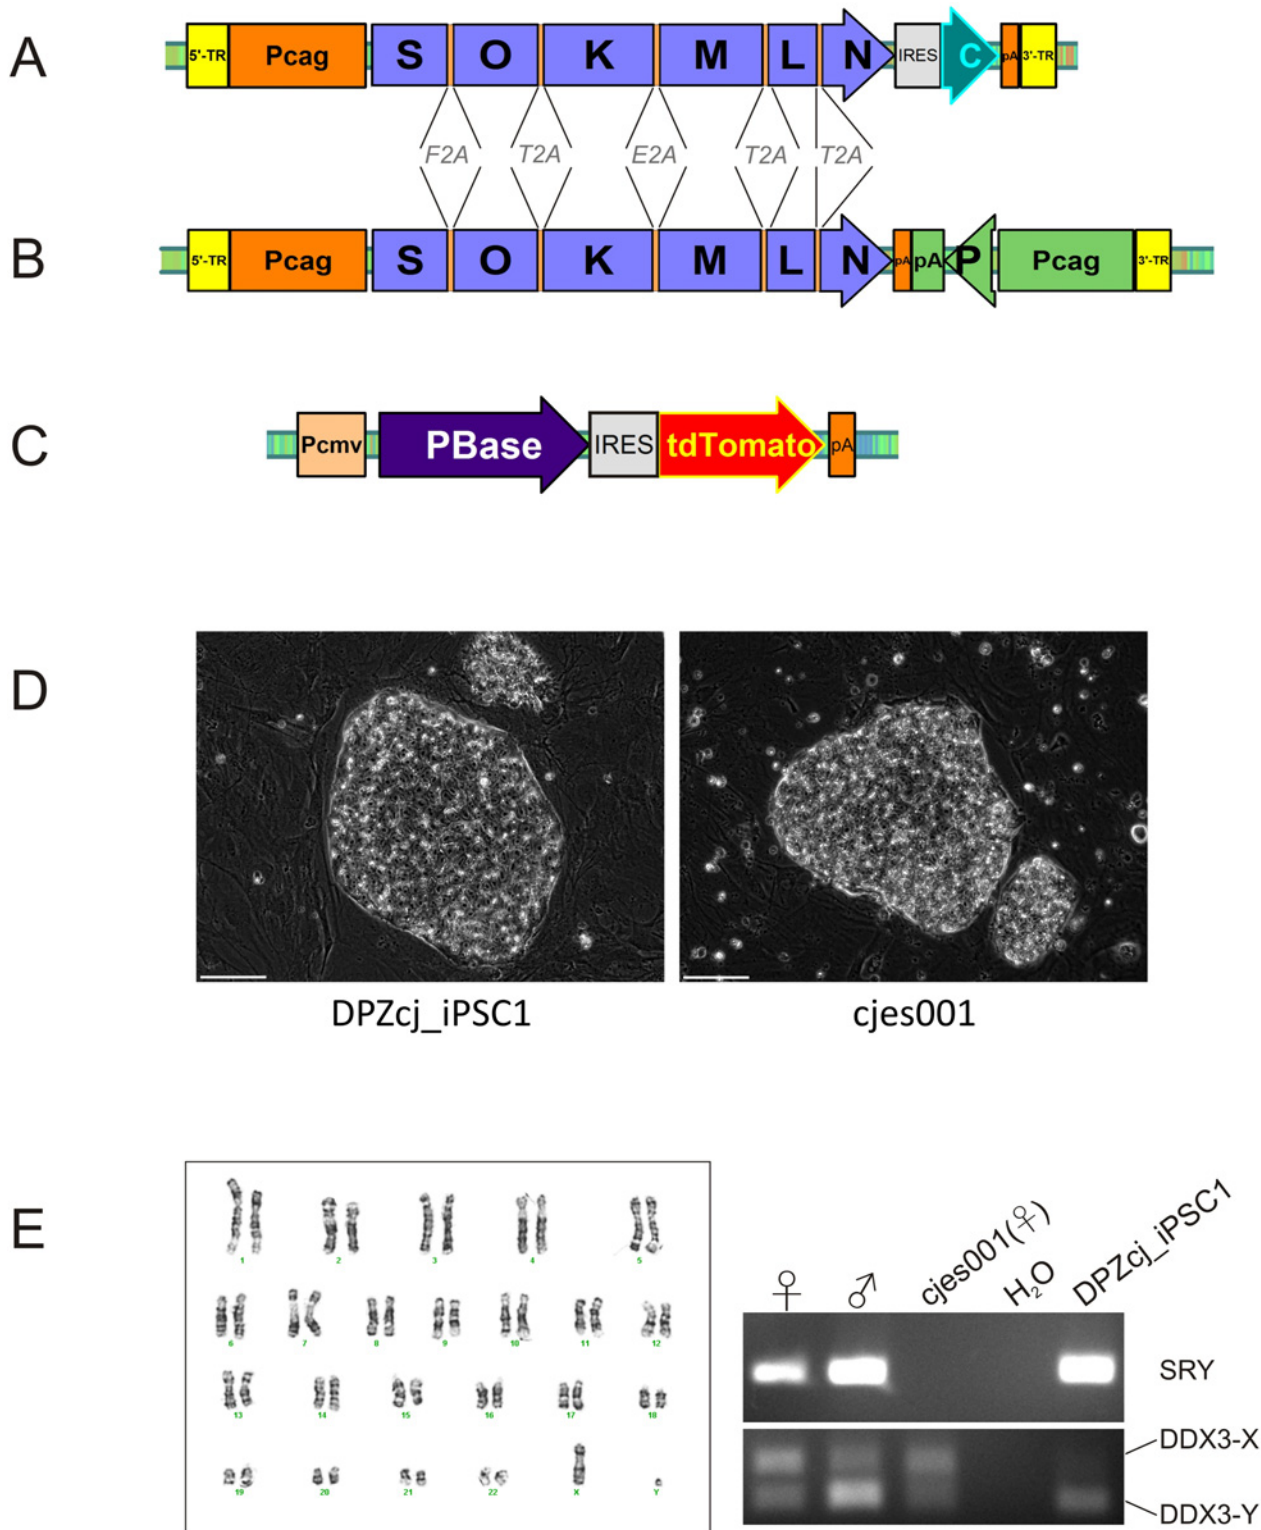 A
5'-TR Pcag S O K M L N IRES C pA 3'-TR
F2A T2A E2A T2A T2A
B
5'-TR Pcag S O K M L N pA pA P Pcag 3'-TR
C
Pcmv PBase IRES tdTomato pA
D
DPZcj_iPSC1 cjes001
E
1 2 3 4 5
6 7 8 9 10 11 12
13 14 15 16 17 18
19 20 21 22 X Y
♀ ♂ cjes001(♀) H₂O DPZcj_iPSC1
SRY
DDX3-X
DDX3-Y